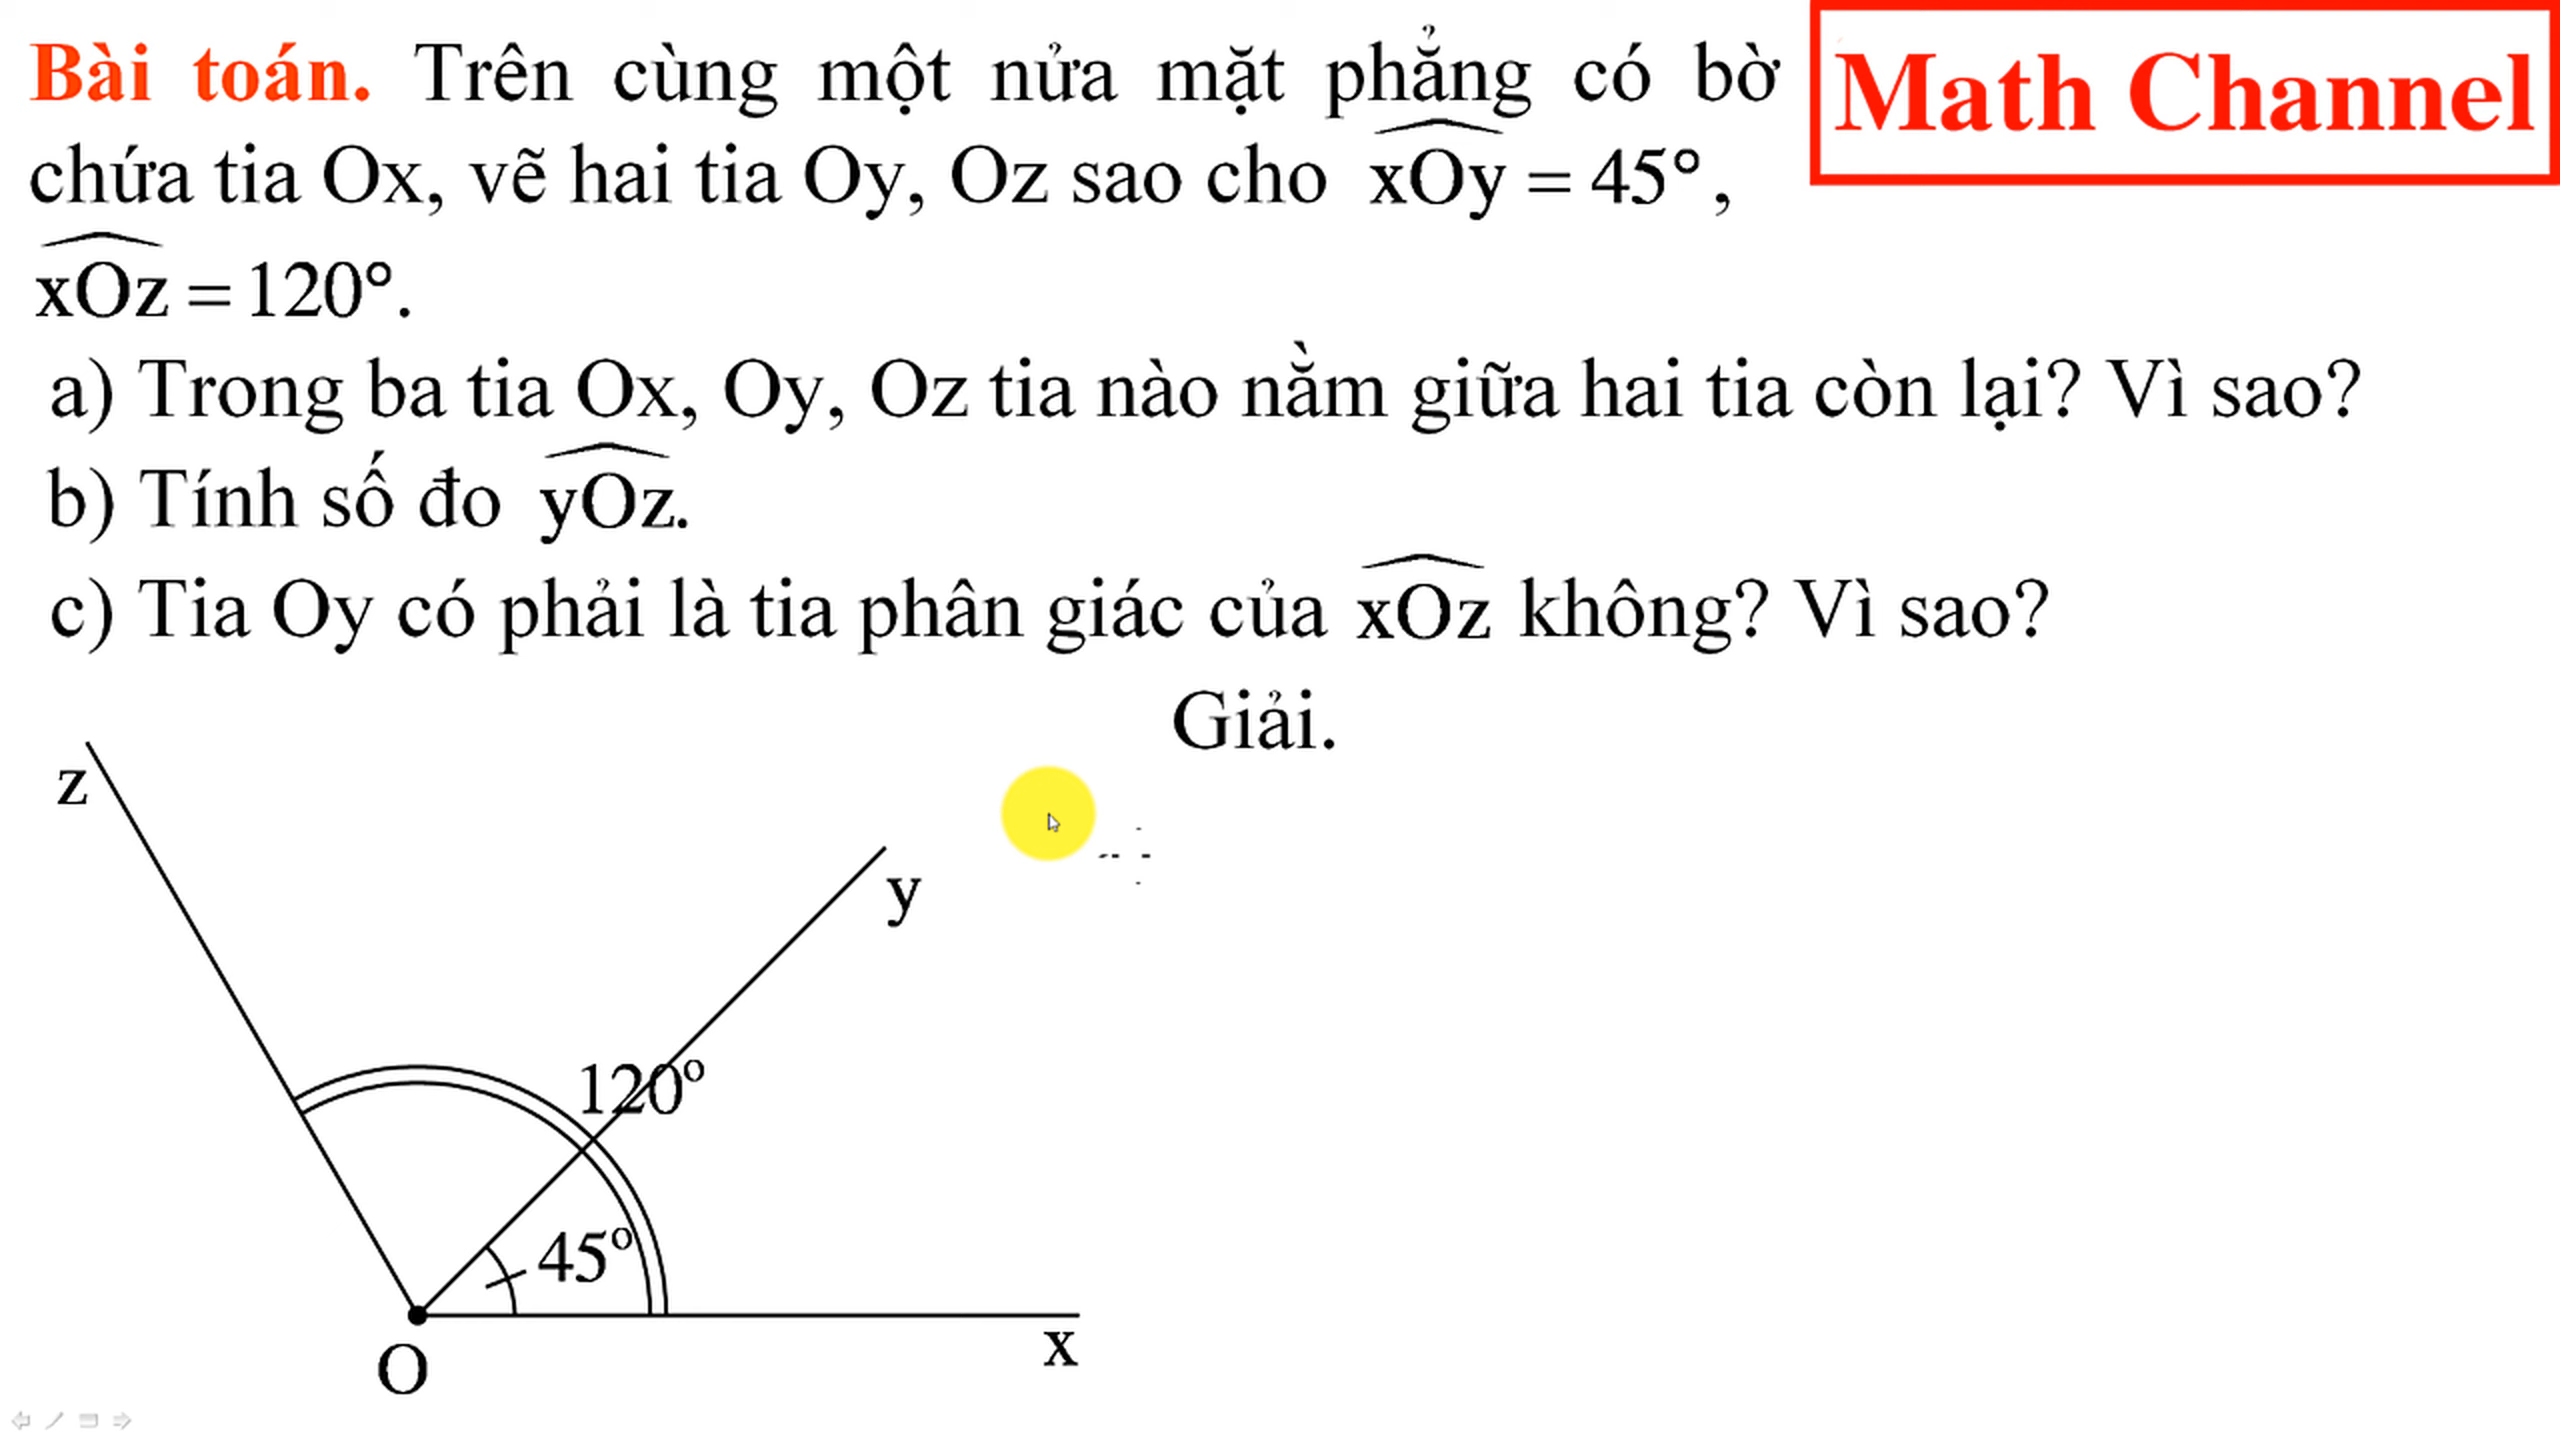 Bài toán. Trên cùng một nửa mặt phẳng có bờ
Math Channel
chứa tia Ox, vẽ hai tia Oy, Oz sao cho xOy = 45°,
xOz = 120°.
a) Trong ba tia Ox, Oy, Oz tia nào nằm giữa hai tia còn lại? Vì sao?
b) Tính số đo yOz.
c) Tia Oy có phải là tia phân giác của xOz không? Vì sao?
Giải.
z
y
120º
45º
x
O